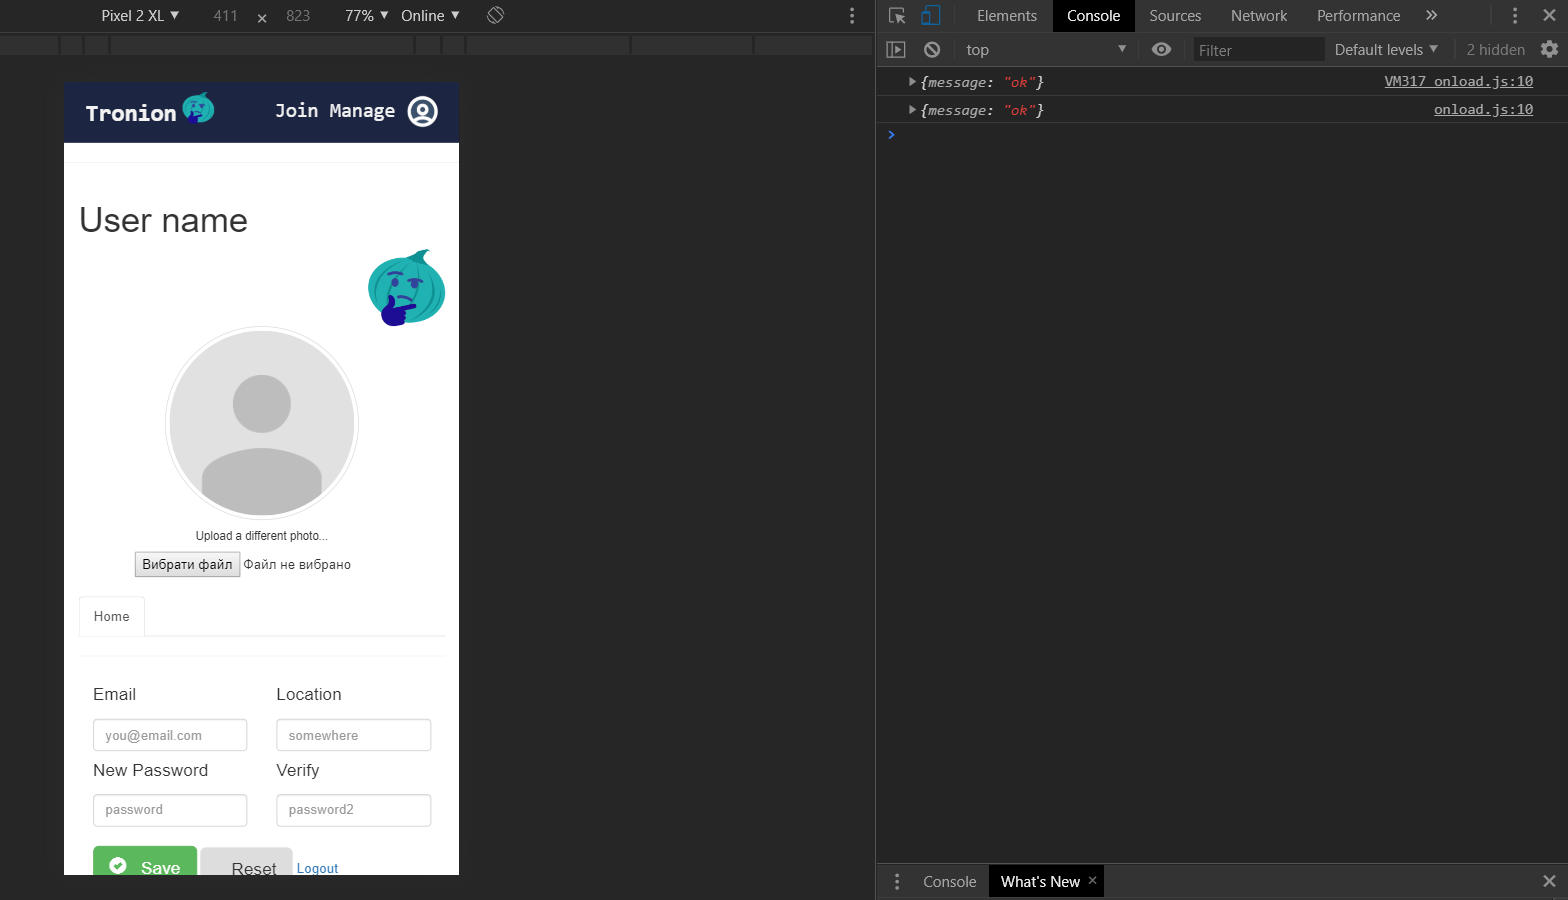 Pixel 2 XL ▼ 411 × 823 77% ▼ Online ▼
Tronion Join Manage
User name
Upload a different photo...
Вибрати файл Файл не вибрано
Home
Email Location
you@email.com somewhere
New Password Verify
password password2
Save Reset Logout
Elements Console Sources Network Performance »
top ▼ Filter Default levels ▼ 2 hidden
▶ {message: "ok"} VM317 onload.js:10
▶ {message: "ok"} onload.js:10
>
Console What's New ×